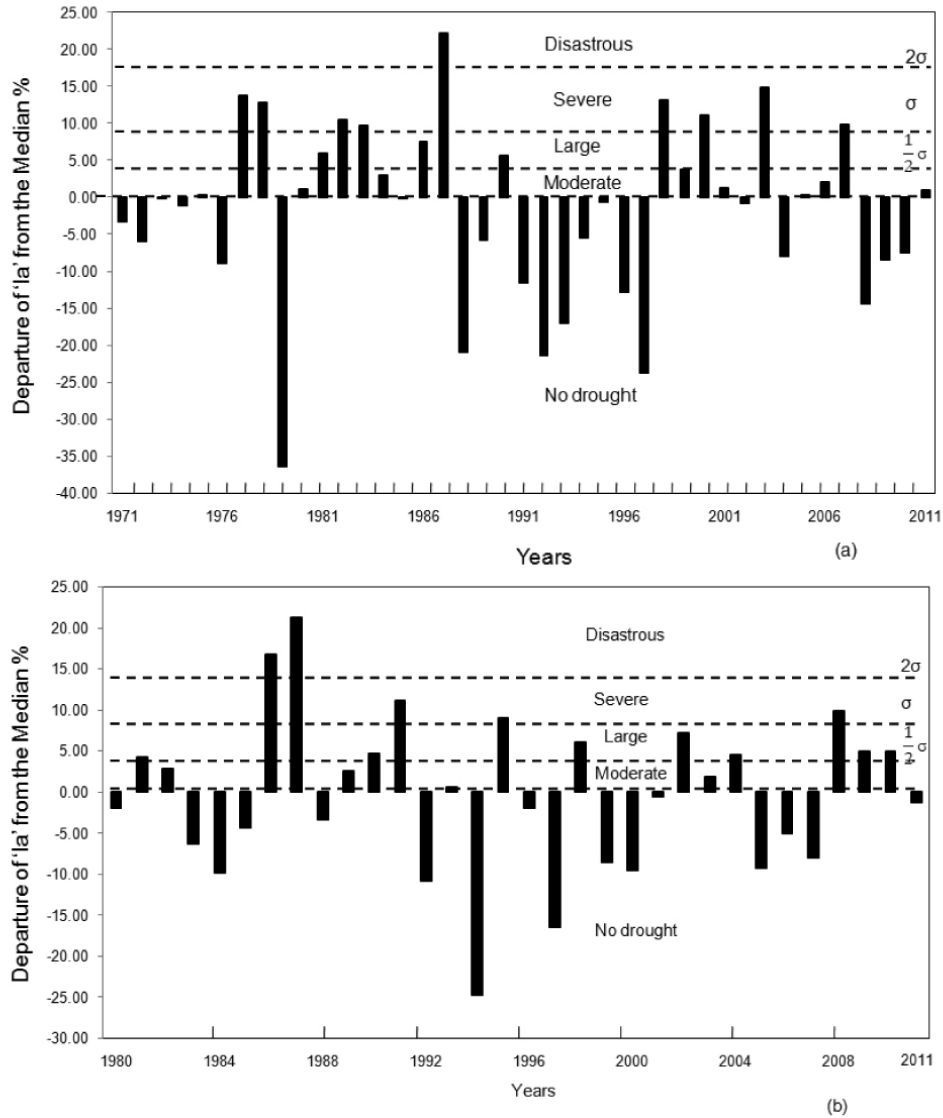 25.00
Disastrous
20.00
2σ
15.00
Severe
σ
10.00
Large
1/2 σ
5.00
Moderate
0.00
-5.00
-10.00
-15.00
-20.00
-25.00
No drought
-30.00
-35.00
-40.00
Departure of 'Ia' from the Median %
1971 1976 1981 1986 1991 1996 2001 2006 2011
Years
(a)
25.00
20.00
Disastrous
15.00
2σ
Severe
σ
10.00
Large
1/2 σ
5.00
Moderate
0.00
-5.00
-10.00
-15.00
No drought
-20.00
-25.00
-30.00
Departure of 'Ia' from the Median %
1980 1984 1988 1992 1996 2000 2004 2008 2011
Years
(b)